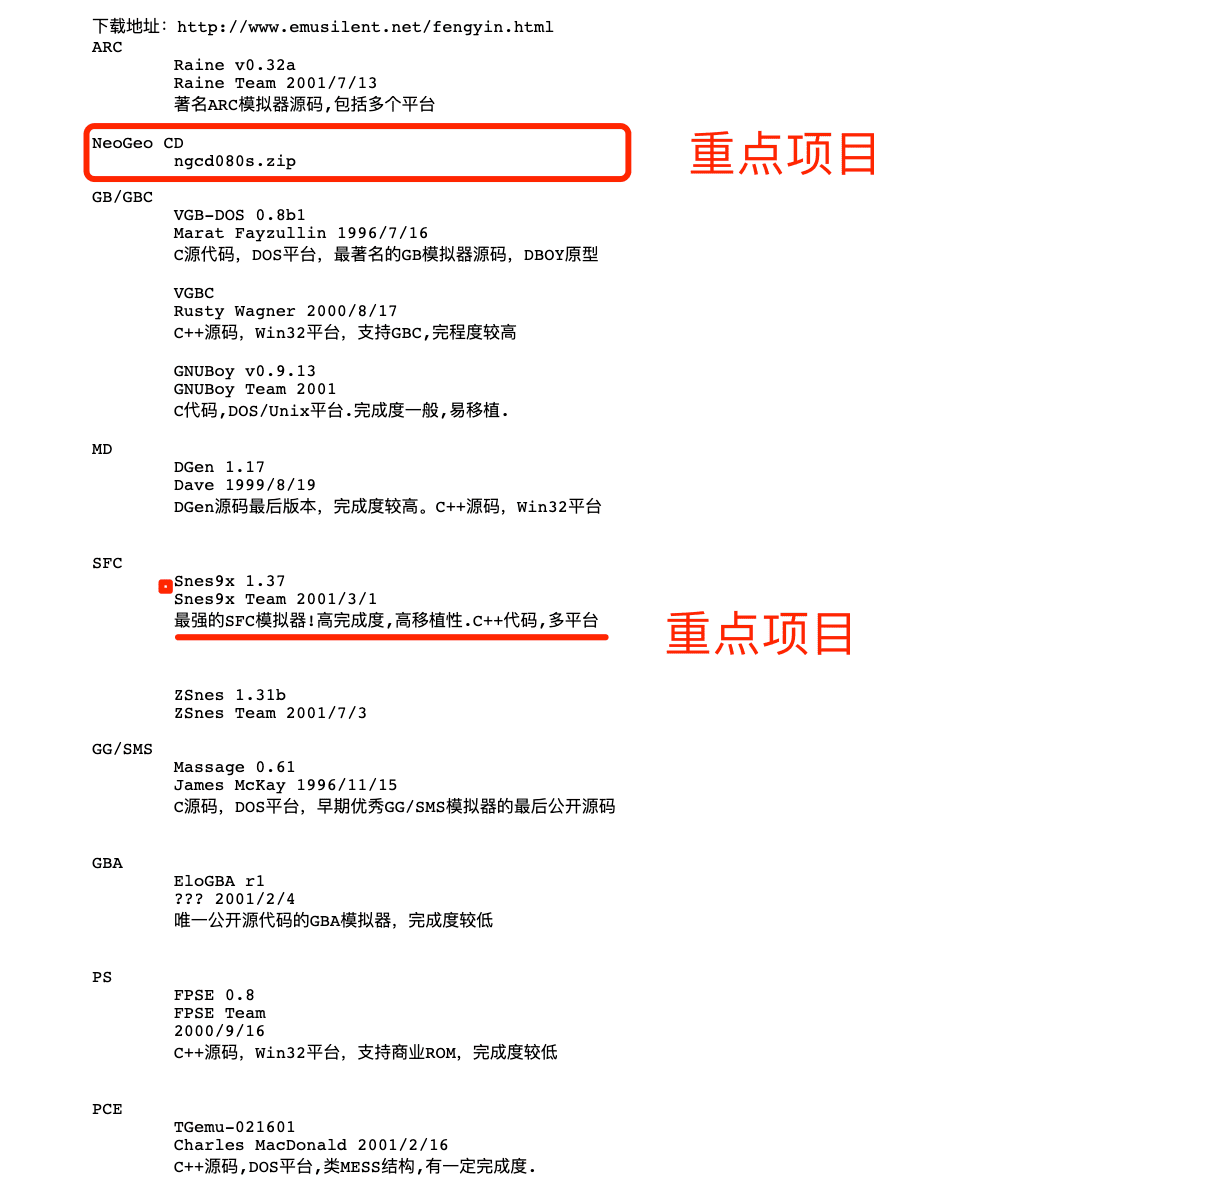 下载地址: http://www.emusilent.net/fengyin.html
ARC
Raine v0.32a
Raine Team 2001/7/13
著名ARC模拟器源码,包括多个平台
NeoGeo CD
ngcd080s.zip
重点项目
GB/GBC
VGB-DOS 0.8b1
Marat Fayzullin 1996/7/16
C源代码，DOS平台，最著名的GB模拟器源码，DBOY原型
VGBC
Rusty Wagner 2000/8/17
C++源码，Win32平台，支持GBC,完程度较高
GNUBoy v0.9.13
GNUBoy Team 2001
C代码,DOS/Unix平台.完成度一般,易移植.
MD
DGen 1.17
Dave 1999/8/19
DGen源码最后版本，完成度较高。C++源码，Win32平台
SFC
Snes9x 1.37
Snes9x Team 2001/3/1
最强的SFC模拟器!高完成度,高移植性.C++代码,多平台
重点项目
ZSnes 1.31b
ZSnes Team 2001/7/3
GG/SMS
Massage 0.61
James McKay 1996/11/15
C源码，DOS平台，早期优秀GG/SMS模拟器的最后公开源码
GBA
EloGBA r1
??? 2001/2/4
唯一公开源代码的GBA模拟器，完成度较低
PS
FPSE 0.8
FPSE Team
2000/9/16
C++源码，Win32平台，支持商业ROM，完成度较低
PCE
TGemu-021601
Charles MacDonald 2001/2/16
C++源码,DOS平台,类MESS结构,有一定完成度.